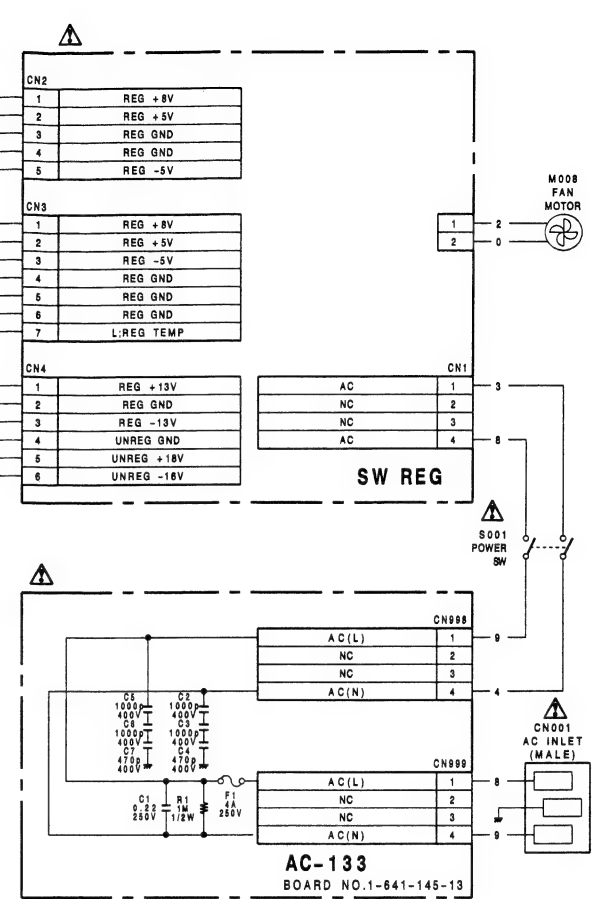 CN2
1 REG +8V
2 REG +5V
3 REG GND
4 REG GND
5 REG -5V
CN3
1 REG +8V
2 REG +5V
3 REG -5V
4 REG GND
5 REG GND
6 REG GND
7 L:REG TEMP
M008
FAN
MOTOR
1 2
2 0
CN4
1 REG +13V
2 REG GND
3 REG -13V
4 UNREG GND
5 UNREG +18V
6 UNREG -16V
CN1
AC 1 3
NC 2
NC 3
AC 4 8
SW REG
S001
POWER
SW
CN998
AC(L) 1 9
NC 2
NC 3
AC(N) 4 4
C5
1000p
400V
C6
1000p
400V
C7
470p
400V
C2
1000p
400V
C3
1000p
400V
C4
470p
400V
CN001
AC INLET
(MALE)
CN999
AC(L) 1 8
NC 2
NC 3
AC(N) 4 9
C1
0.22
250V
R1
1M
1/2W
F1
4A
250V
AC-133
BOARD NO.1-641-145-13